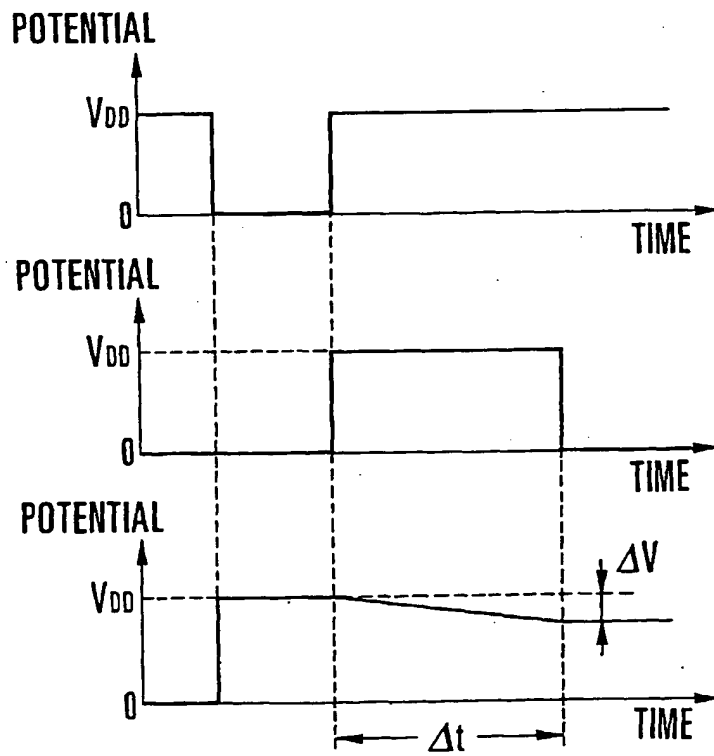 POTENTIAL
VDD
0
TIME
POTENTIAL
VDD
0
TIME
POTENTIAL
ΔV
VDD
0
TIME
Δt